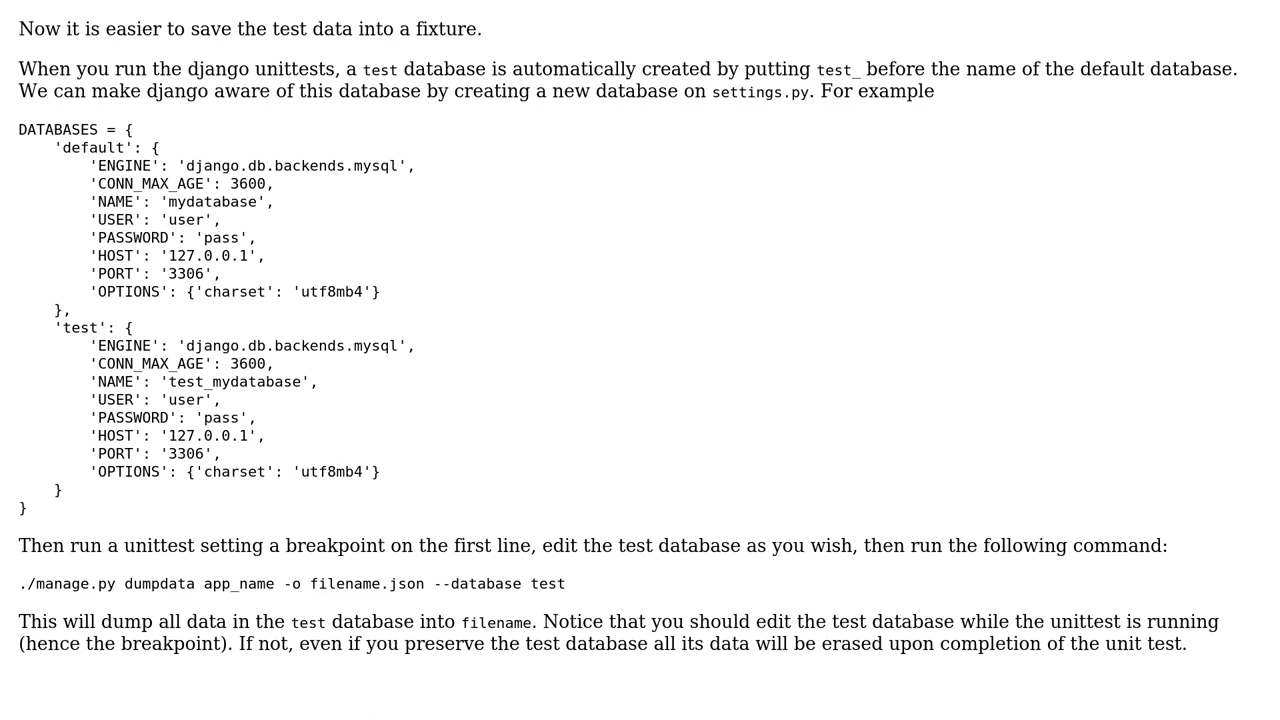 Now it is easier to save the test data into a fixture.
When you run the django unittests, a test database is automatically created by putting test_ before the name of the default database.
We can make django aware of this database by creating a new database on settings.py. For example
DATABASES = {
    'default': {
        'ENGINE': 'django.db.backends.mysql',
        'CONN_MAX_AGE': 3600,
        'NAME': 'mydatabase',
        'USER': 'user',
        'PASSWORD': 'pass',
        'HOST': '127.0.0.1',
        'PORT': '3306',
        'OPTIONS': {'charset': 'utf8mb4'}
    },
    'test': {
        'ENGINE': 'django.db.backends.mysql',
        'CONN_MAX_AGE': 3600,
        'NAME': 'test_mydatabase',
        'USER': 'user',
        'PASSWORD': 'pass',
        'HOST': '127.0.0.1',
        'PORT': '3306',
        'OPTIONS': {'charset': 'utf8mb4'}
    }
}
Then run a unittest setting a breakpoint on the first line, edit the test database as you wish, then run the following command:
./manage.py dumpdata app_name -o filename.json --database test
This will dump all data in the test database into filename. Notice that you should edit the test database while the unittest is running
(hence the breakpoint). If not, even if you preserve the test database all its data will be erased upon completion of the unit test.